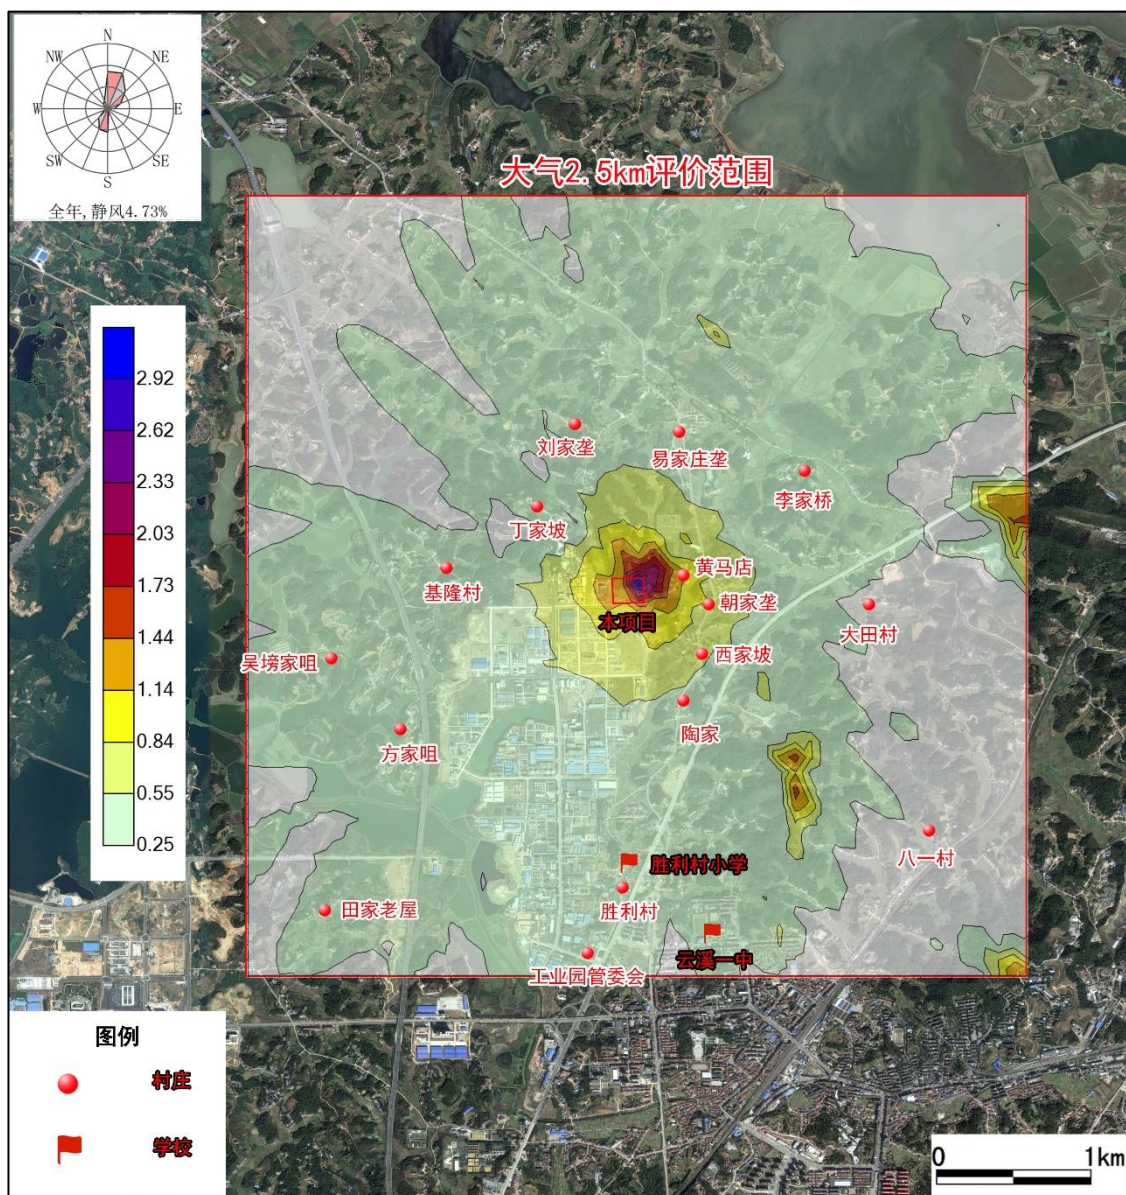 N
NW
NE
W
E
SW
SE
S
全年,静风4.73%
大气2.5km评价范围
2.92
2.62
2.33
2.03
1.73
1.44
1.14
0.84
0.55
0.25
刘家垄
易家庄垄
李家桥
丁家坡
黄马店
基隆村
朝家垄
本项目
大田村
吴塝家咀
西家坡
陶家
方家咀
八一村
胜利村小学
田家老屋
胜利村
云溪一中
工业园管委会
图例
村庄
学校
0
1km